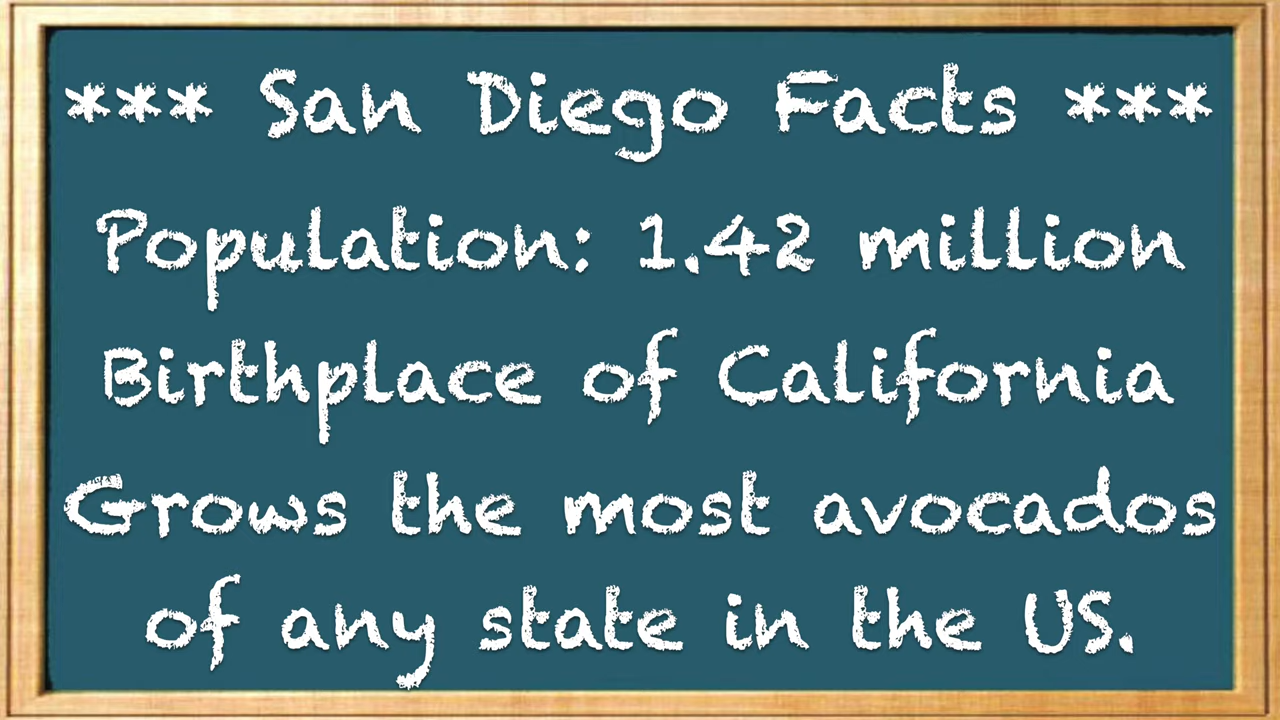 *** San Diego Facts ***
Population: 1.42 million
Birthplace of California
Grows the most avocados
of any state in the US.